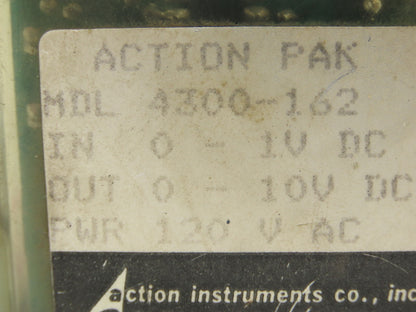 ACTION PAK
MDL 4300-162
IN 0 - 1V DC
OUT 0 - 10V DC
PWR 120 V AC
action instruments co., inc